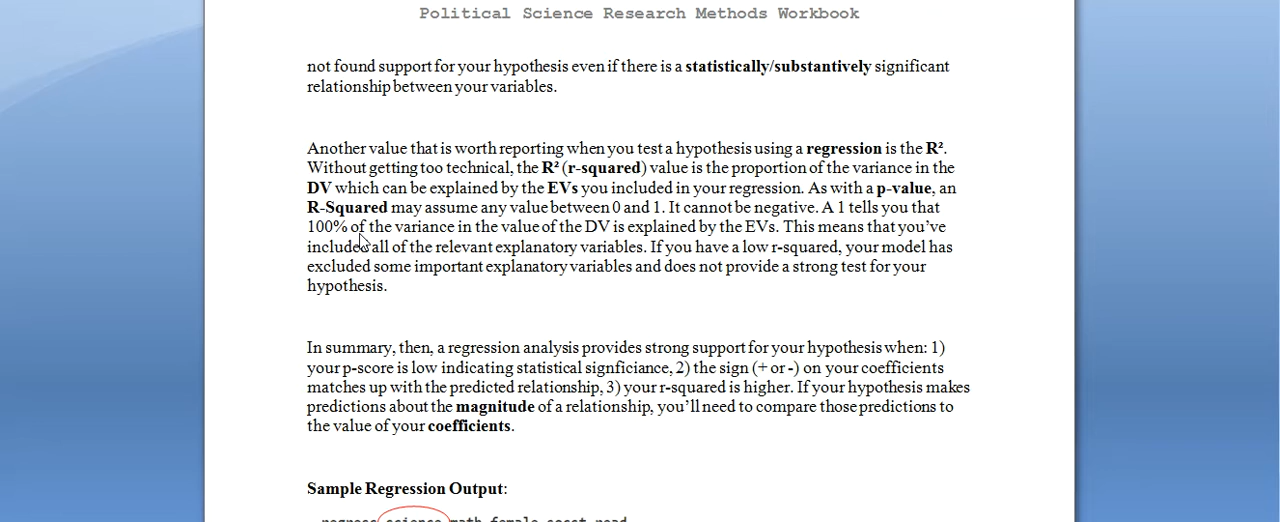 Political Science Research Methods Workbook
not found support for your hypothesis even if there is a statistically/substantively significant
relationship between your variables.
Another value that is worth reporting when you test a hypothesis using a regression is the R².
Without getting too technical, the R² (r-squared) value is the proportion of the variance in the
DV which can be explained by the EVs you included in your regression. As with a p-value, an
R-Squared may assume any value between 0 and 1. It cannot be negative. A 1 tells you that
100% of the variance in the value of the DV is explained by the EVs. This means that you've
included all of the relevant explanatory variables. If you have a low r-squared, your model has
excluded some important explanatory variables and does not provide a strong test for your
hypothesis.
In summary, then, a regression analysis provides strong support for your hypothesis when: 1)
your p-score is low indicating statistical signficiance, 2) the sign (+ or -) on your coefficients
matches up with the predicted relationship, 3) your r-squared is higher. If your hypothesis makes
predictions about the magnitude of a relationship, you'll need to compare those predictions to
the value of your coefficients.
Sample Regression Output:
regress science math female socst read